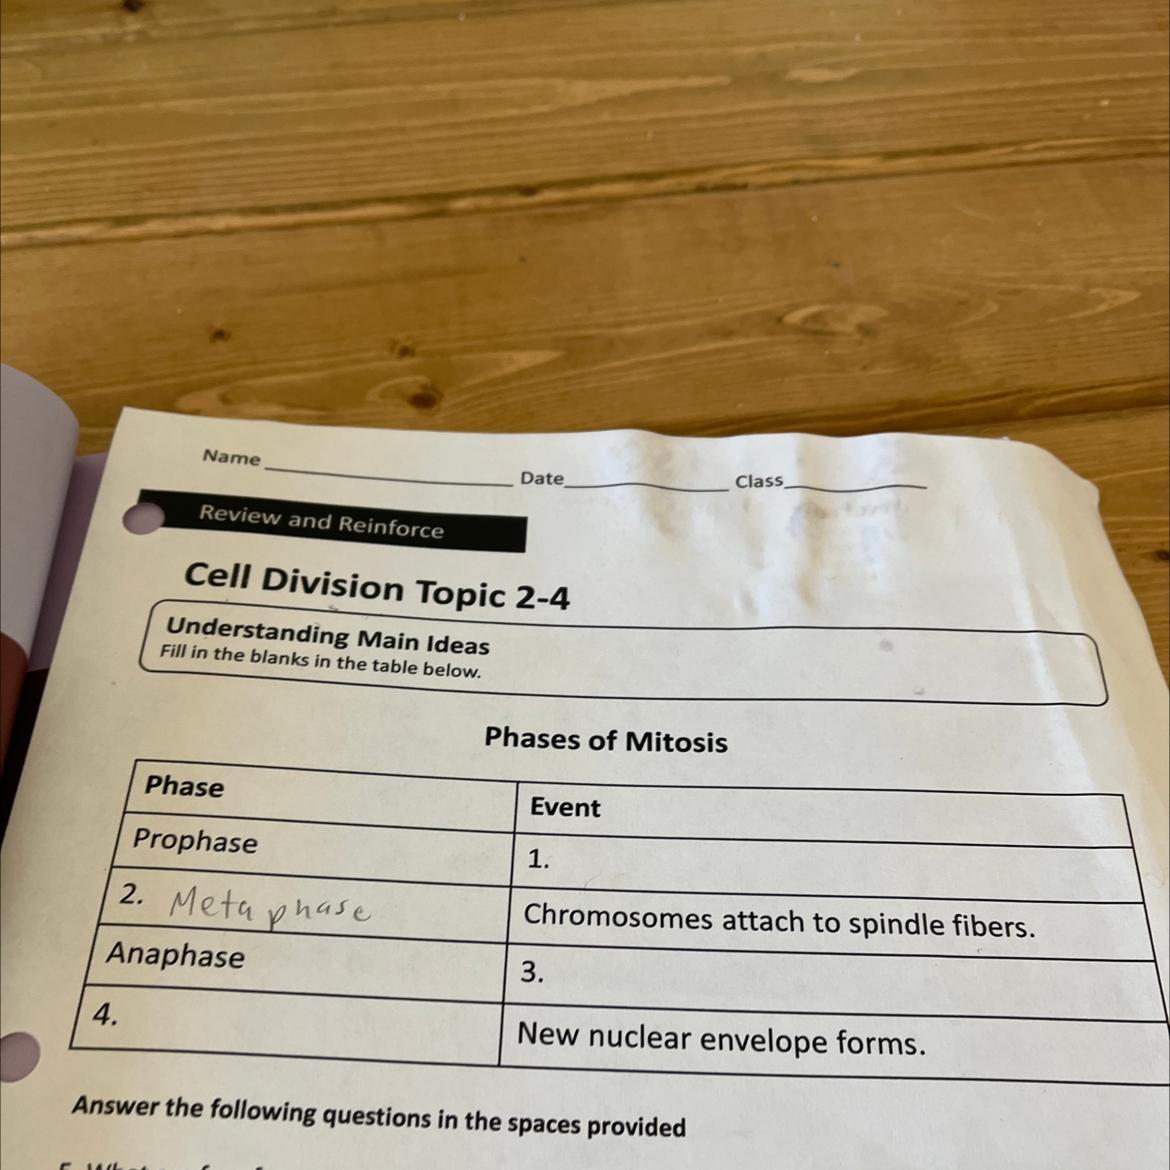 Name Date Class
Review and Reinforce
Cell Division Topic 2-4
Understanding Main Ideas
Fill in the blanks in the table below.
Phases of Mitosis
Phase Event
Prophase 1.
2. Metaphase Chromosomes attach to spindle fibers.
Anaphase 3.
4. New nuclear envelope forms.
Answer the following questions in the spaces provided